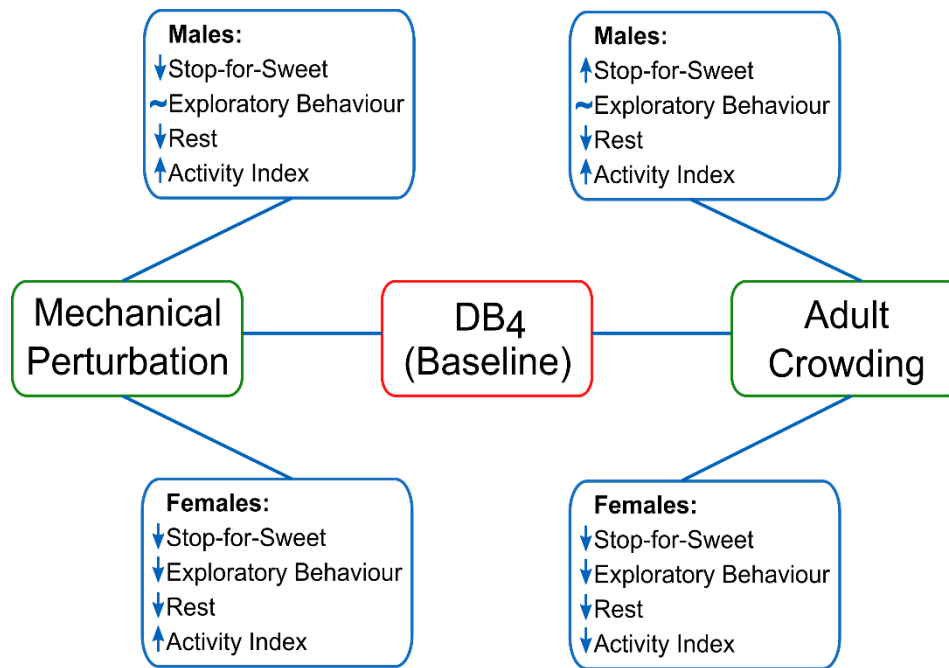 Males:
↓Stop-for-Sweet
~Exploratory Behaviour
↓Rest
↑Activity Index
Males:
↑Stop-for-Sweet
~Exploratory Behaviour
↓Rest
↑Activity Index
Mechanical
Perturbation
DB4
(Baseline)
Adult
Crowding
Females:
↓Stop-for-Sweet
↓Exploratory Behaviour
↓Rest
↑Activity Index
Females:
↓Stop-for-Sweet
↓Exploratory Behaviour
↓Rest
↓Activity Index